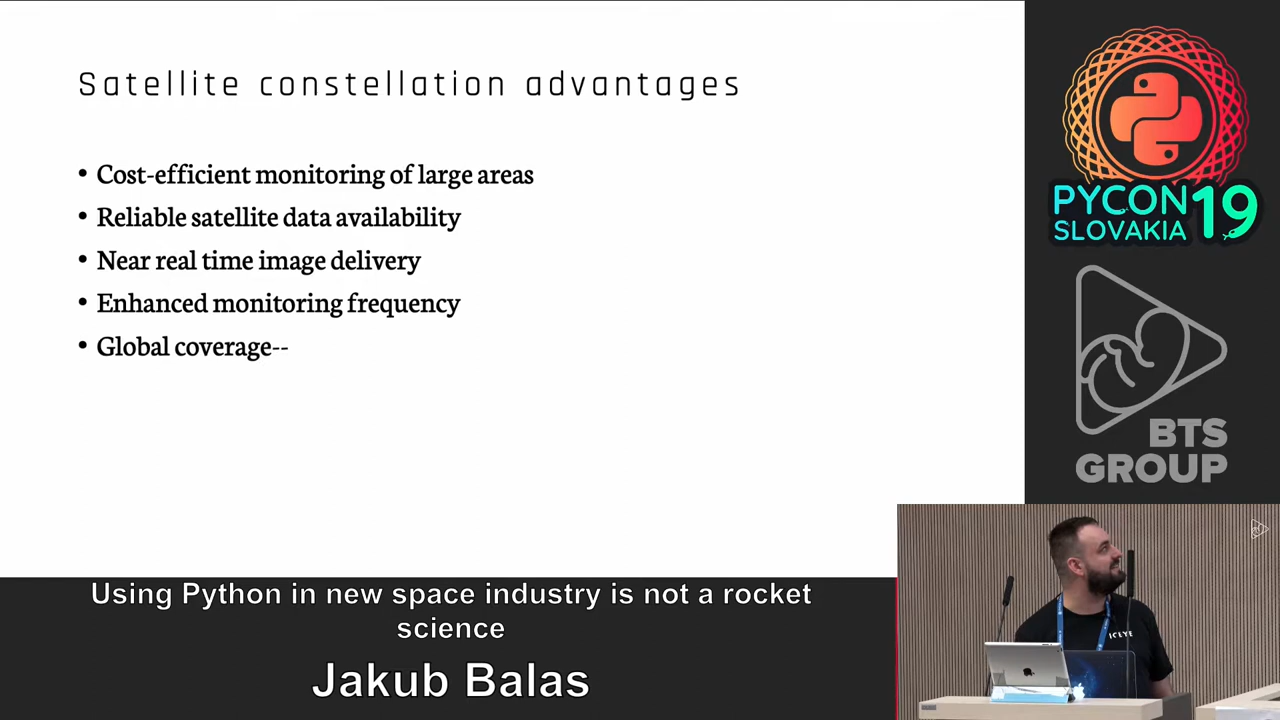 Satellite constellation advantages
• Cost-efficient monitoring of large areas
• Reliable satellite data availability
• Near real time image delivery
• Enhanced monitoring frequency
• Global coverage--
PYCON 19
SLOVAKIA
BTS
GROUP
ICEYE
Using Python in new space industry is not a rocket
science
Jakub Balas